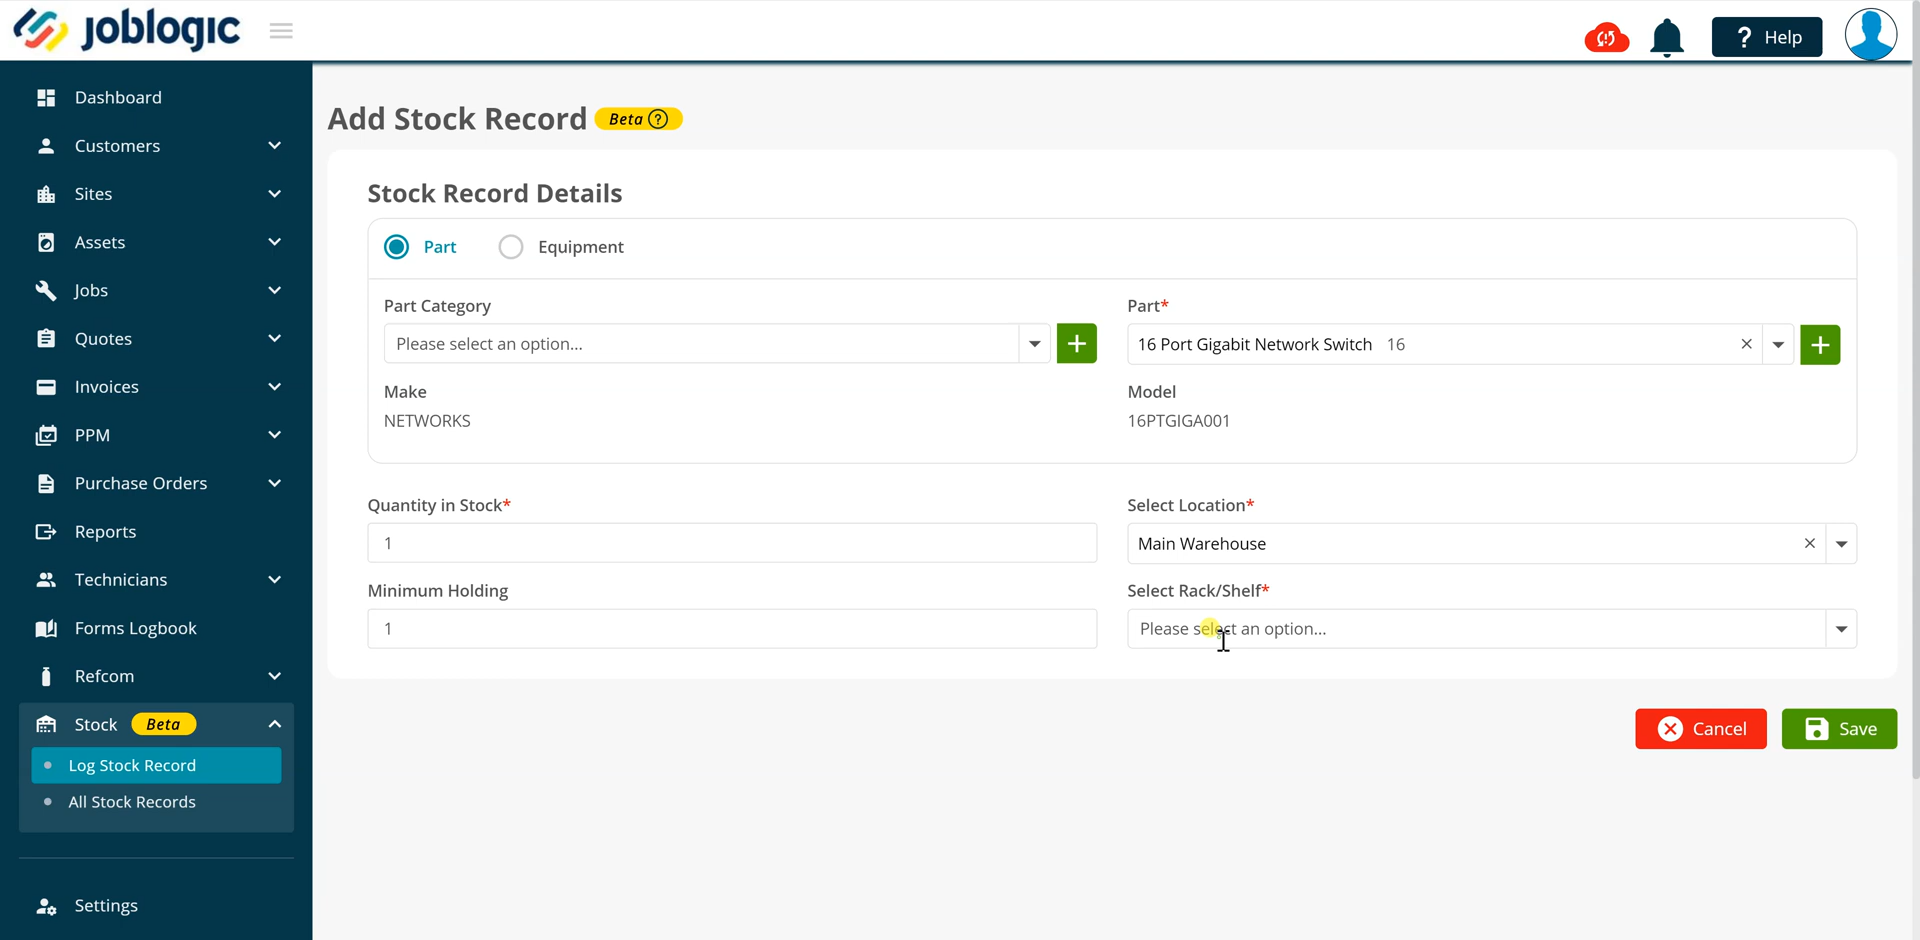 joblogic
? Help
Dashboard
Customers
Sites
Assets
Jobs
Quotes
Invoices
PPM
Purchase Orders
Reports
Technicians
Forms Logbook
Refcom
Stock Beta
Log Stock Record
All Stock Records
Settings
Add Stock Record Beta ?
Stock Record Details
Part Equipment
Part Category
Please select an option...
Part*
16 Port Gigabit Network Switch 16
Make
NETWORKS
Model
16PTGIGA001
Quantity in Stock*
1
Select Location*
Main Warehouse
Minimum Holding
1
Select Rack/Shelf*
Please select an option...
Cancel
Save